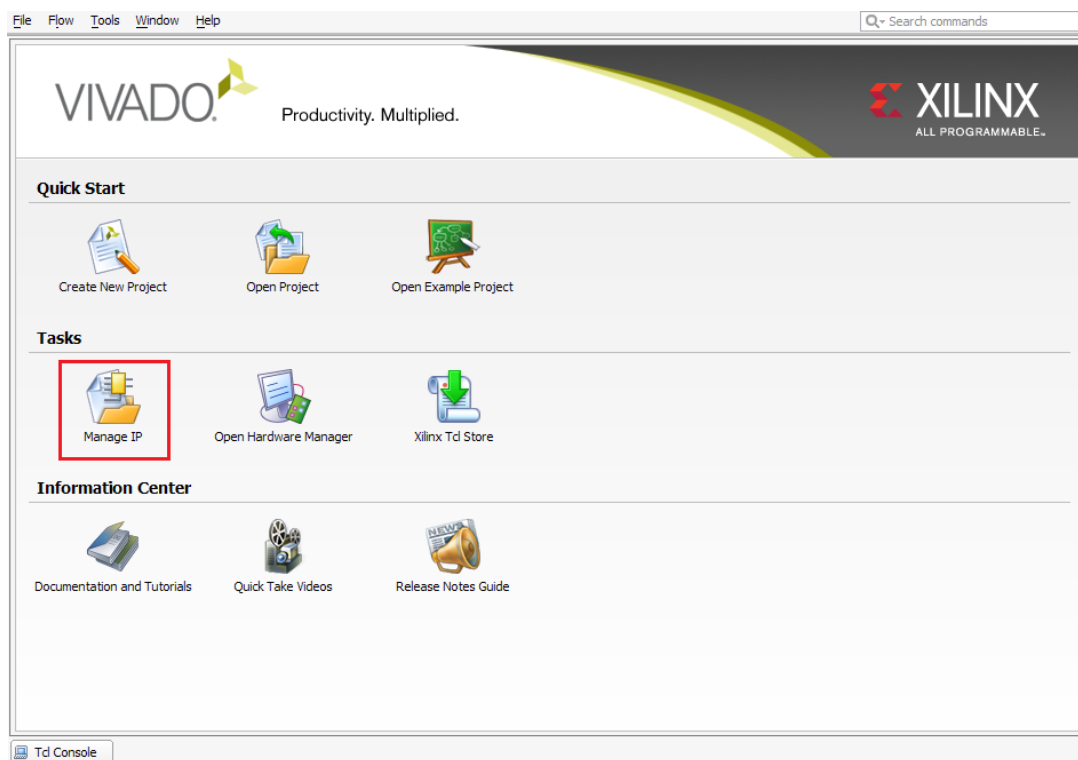 File Flow Tools Window Help
Search commands
VIVADO.
Productivity. Multiplied.
XILINX
ALL PROGRAMMABLE™
Quick Start
Create New Project
Open Project
Open Example Project
Tasks
Manage IP
Open Hardware Manager
Xilinx Tcl Store
Information Center
NEWS
Documentation and Tutorials
Quick Take Videos
Release Notes Guide
Tcl Console